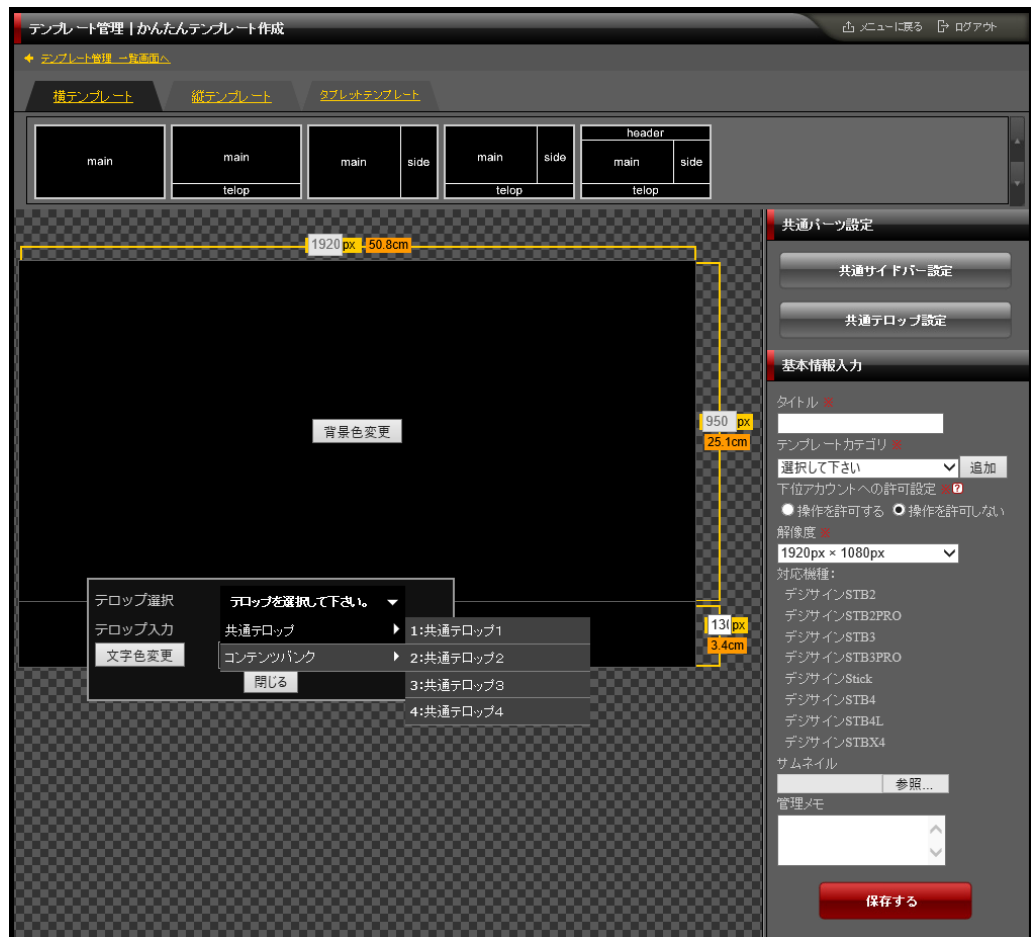 テンプレート管理 | かんたんテンプレート作成
メニューに戻る ログアウト
テンプレート管理 一覧画面へ
横テンプレート 縦テンプレート タブレットテンプレート
main
main
telop
main
side
main
side
telop
header
main
side
telop
1920 px 50.8cm
背景色変更
950 px
25.1cm
テロップ選択 テロップを選択して下さい。
テロップ入力 共通テロップ
文字色変更 コンテンツバンク
閉じる
1:共通テロップ1
2:共通テロップ2
3:共通テロップ3
4:共通テロップ4
130 px
3.4cm
共通パーツ設定
共通サイドバー設定
共通テロップ設定
基本情報入力
タイトル ※
テンプレートカテゴリ ※
選択して下さい 追加
下位アカウントへの許可設定 ※ ?
操作を許可する 操作を許可しない
解像度 ※
1920px × 1080px
対応機種:
デジサインSTB2
デジサインSTB2PRO
デジサインSTB3
デジサインSTB3PRO
デジサインStick
デジサインSTB4
デジサインSTB4L
デジサインSTBX4
サムネイル
参照...
管理メモ
保存する